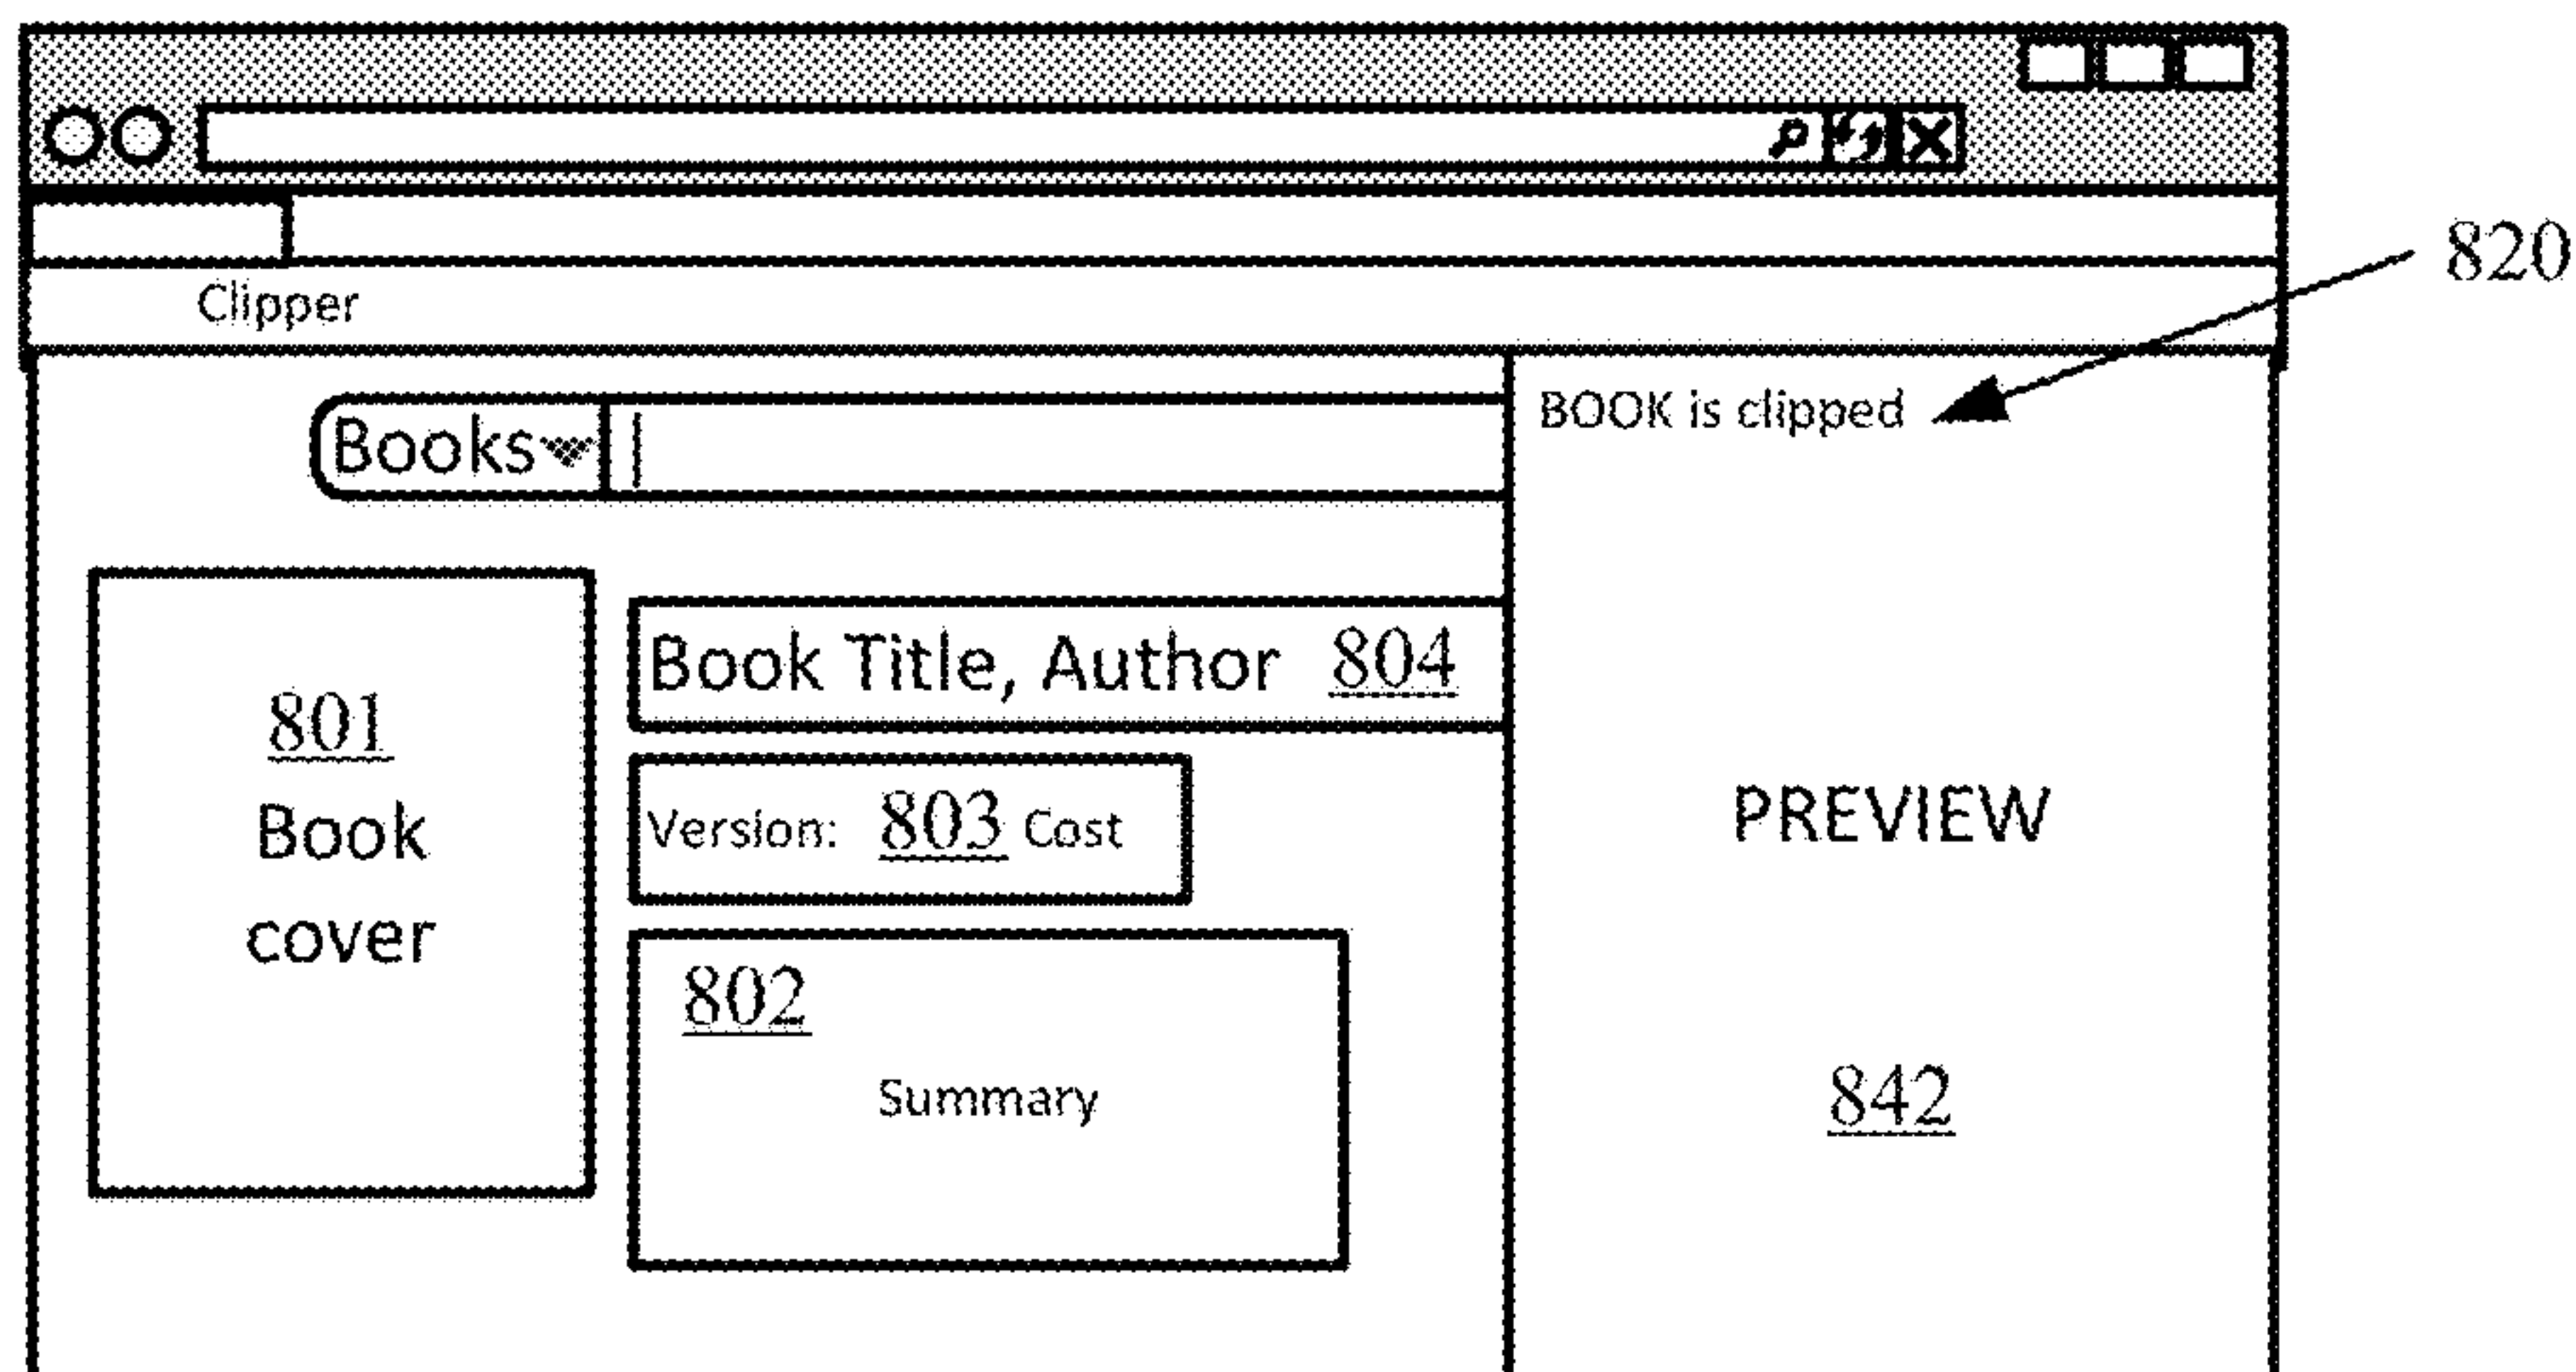 820
Clipper
Books
BOOK is clipped
Book Title, Author 804
801
Book
cover
Version: 803 Cost
PREVIEW
802
Summary
842